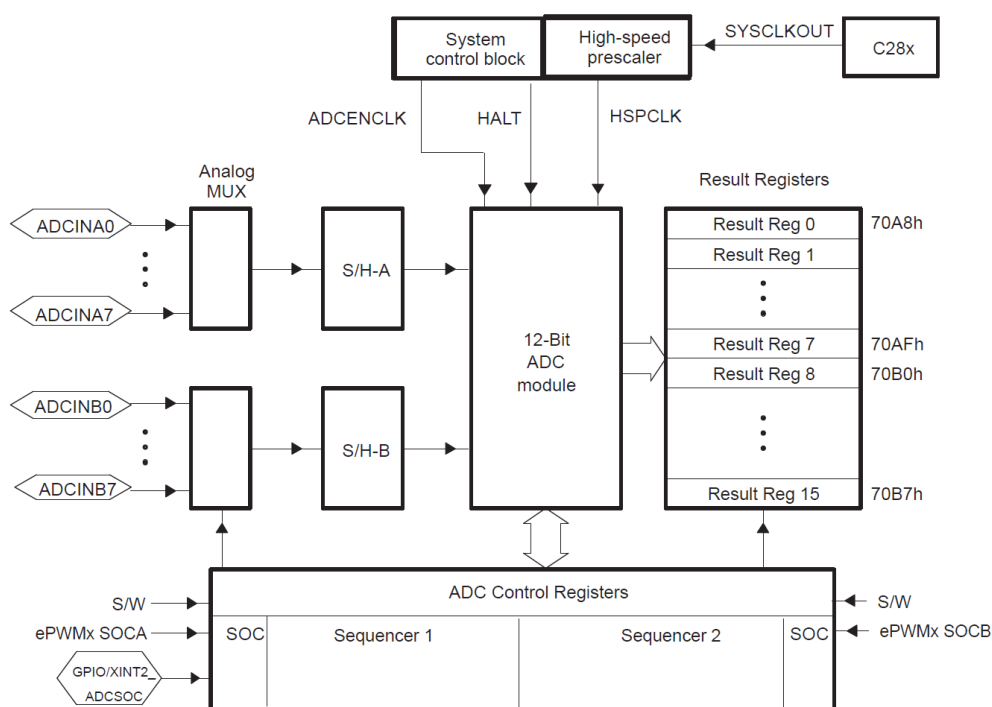 System
control block
High-speed
prescaler
SYSCLKOUT
C28x
ADCENCLK
HALT
HSPCLK
Analog
MUX
Result Registers
ADCINA0
ADCINA7
S/H-A
12-Bit
ADC
module
Result Reg 0
70A8h
Result Reg 1
Result Reg 7
70AFh
Result Reg 8
70B0h
Result Reg 15
70B7h
ADCINB0
ADCINB7
S/H-B
ADC Control Registers
S/W
S/W
ePWMx SOCA
SOC
Sequencer 1
Sequencer 2
SOC
ePWMx SOCB
GPIO/XINT2_
ADCSOC